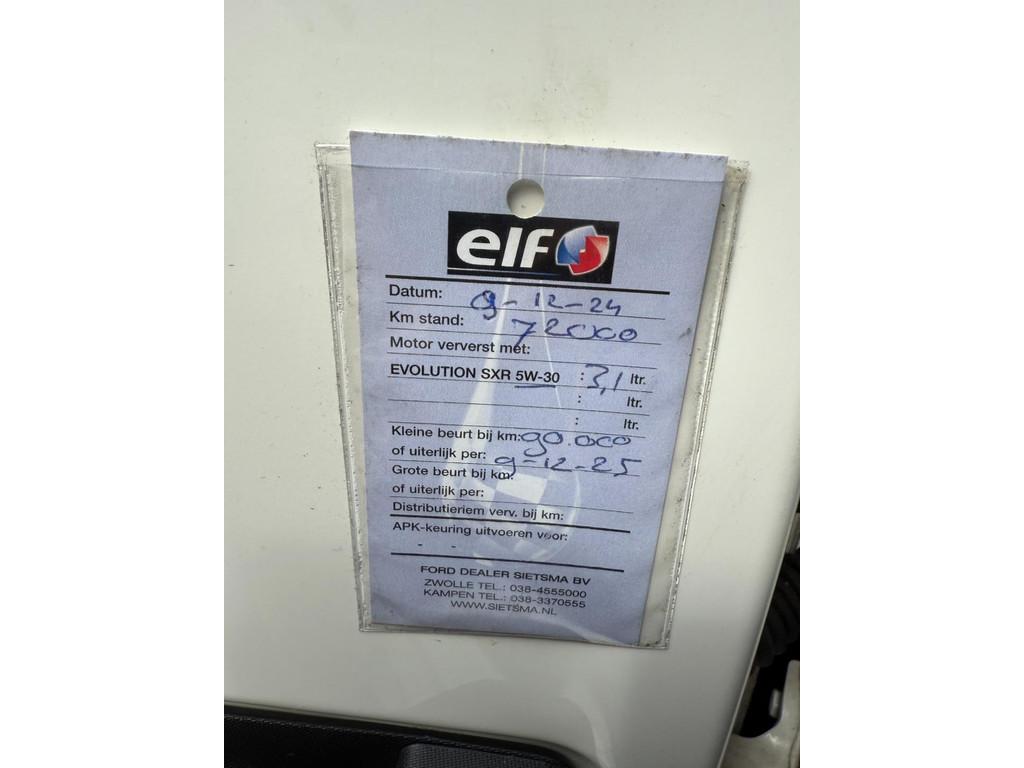 elf
Datum: 9-12-24
Km stand: 72000
Motor ververst met:
EVOLUTION SXR 5W-30 : 3,1 ltr.
: ltr.
: ltr.
Kleine beurt bij km: 90.000
of uiterlijk per: 9-12-25
Grote beurt bij km:
of uiterlijk per:
Distributieriem verv. bij km:
APK-keuring uitvoeren voor:
- -
FORD DEALER SIETSMA BV
ZWOLLE TEL.: 038-4555000
KAMPEN TEL.: 038-3370555
WWW.SIETSMA.NL